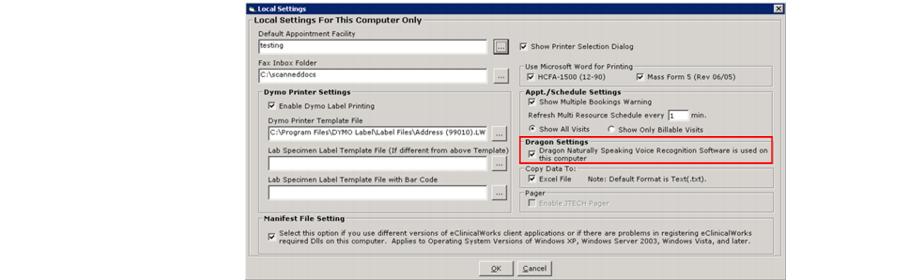 Local Settings
Local Settings For This Computer Only
Default Appointment Facility
testing
...
Show Printer Selection Dialog
Fax Inbox Folder
C:\scanneddocs
...
Use Microsoft Word for Printing
HCFA-1500 (12-90)
Mass Form 5 (Rev 06/05)
Dymo Printer Settings
Enable Dymo Label Printing
Dymo Printer Template File
C:\Program Files\DYMO Label\Label Files\Address (99010).LW
...
Lab Specimen Label Template File (If different from above Template)
...
Lab Specimen Label Template File with Bar Code
...
Appt./Schedule Settings
Show Multiple Bookings Warning
Refresh Multi Resource Schedule every 1 min.
Show All Visits
Show Only Billable Visits
Dragon Settings
Dragon Naturally Speaking Voice Recognition Software is used on
this computer
Copy Data To:
Excel File
Note: Default Format is Text(.txt).
Pager
Enable JTECH Pager
Manifest File Setting
Select this option if you use different versions of eClinicalWorks client applications or if there are problems in registering eClinicalWorks
required Dlls on this computer. Applies to Operating System Versions of Windows XP, Windows Server 2003, Windows Vista, and later.
OK
Cancel